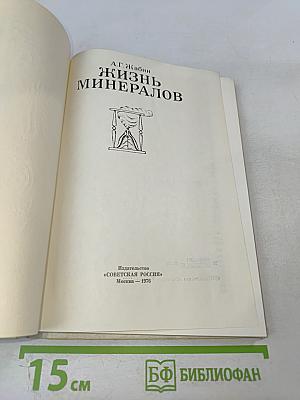 А.Г. Жабин
ЖИЗНЬ
МИНЕРАЛОВ
Издательство
«СОВЕТСКАЯ РОССИЯ»
Москва — 1976
15 см
БФ БИБЛИОФАН